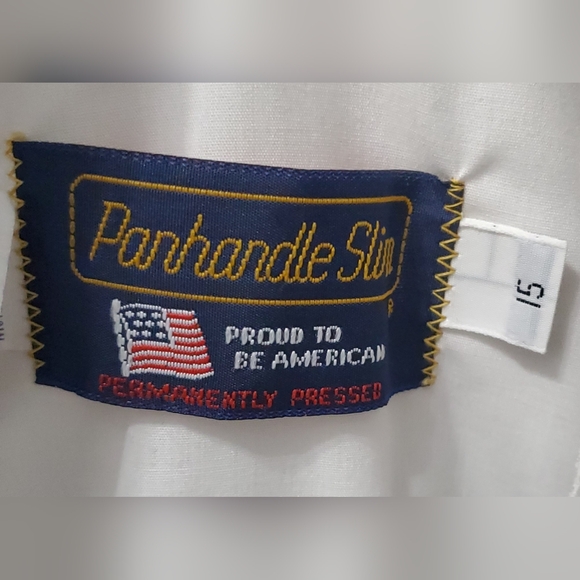 Panhandle Slim
PROUD TO
BE AMERICAN
PERMANENTLY PRESSED
15